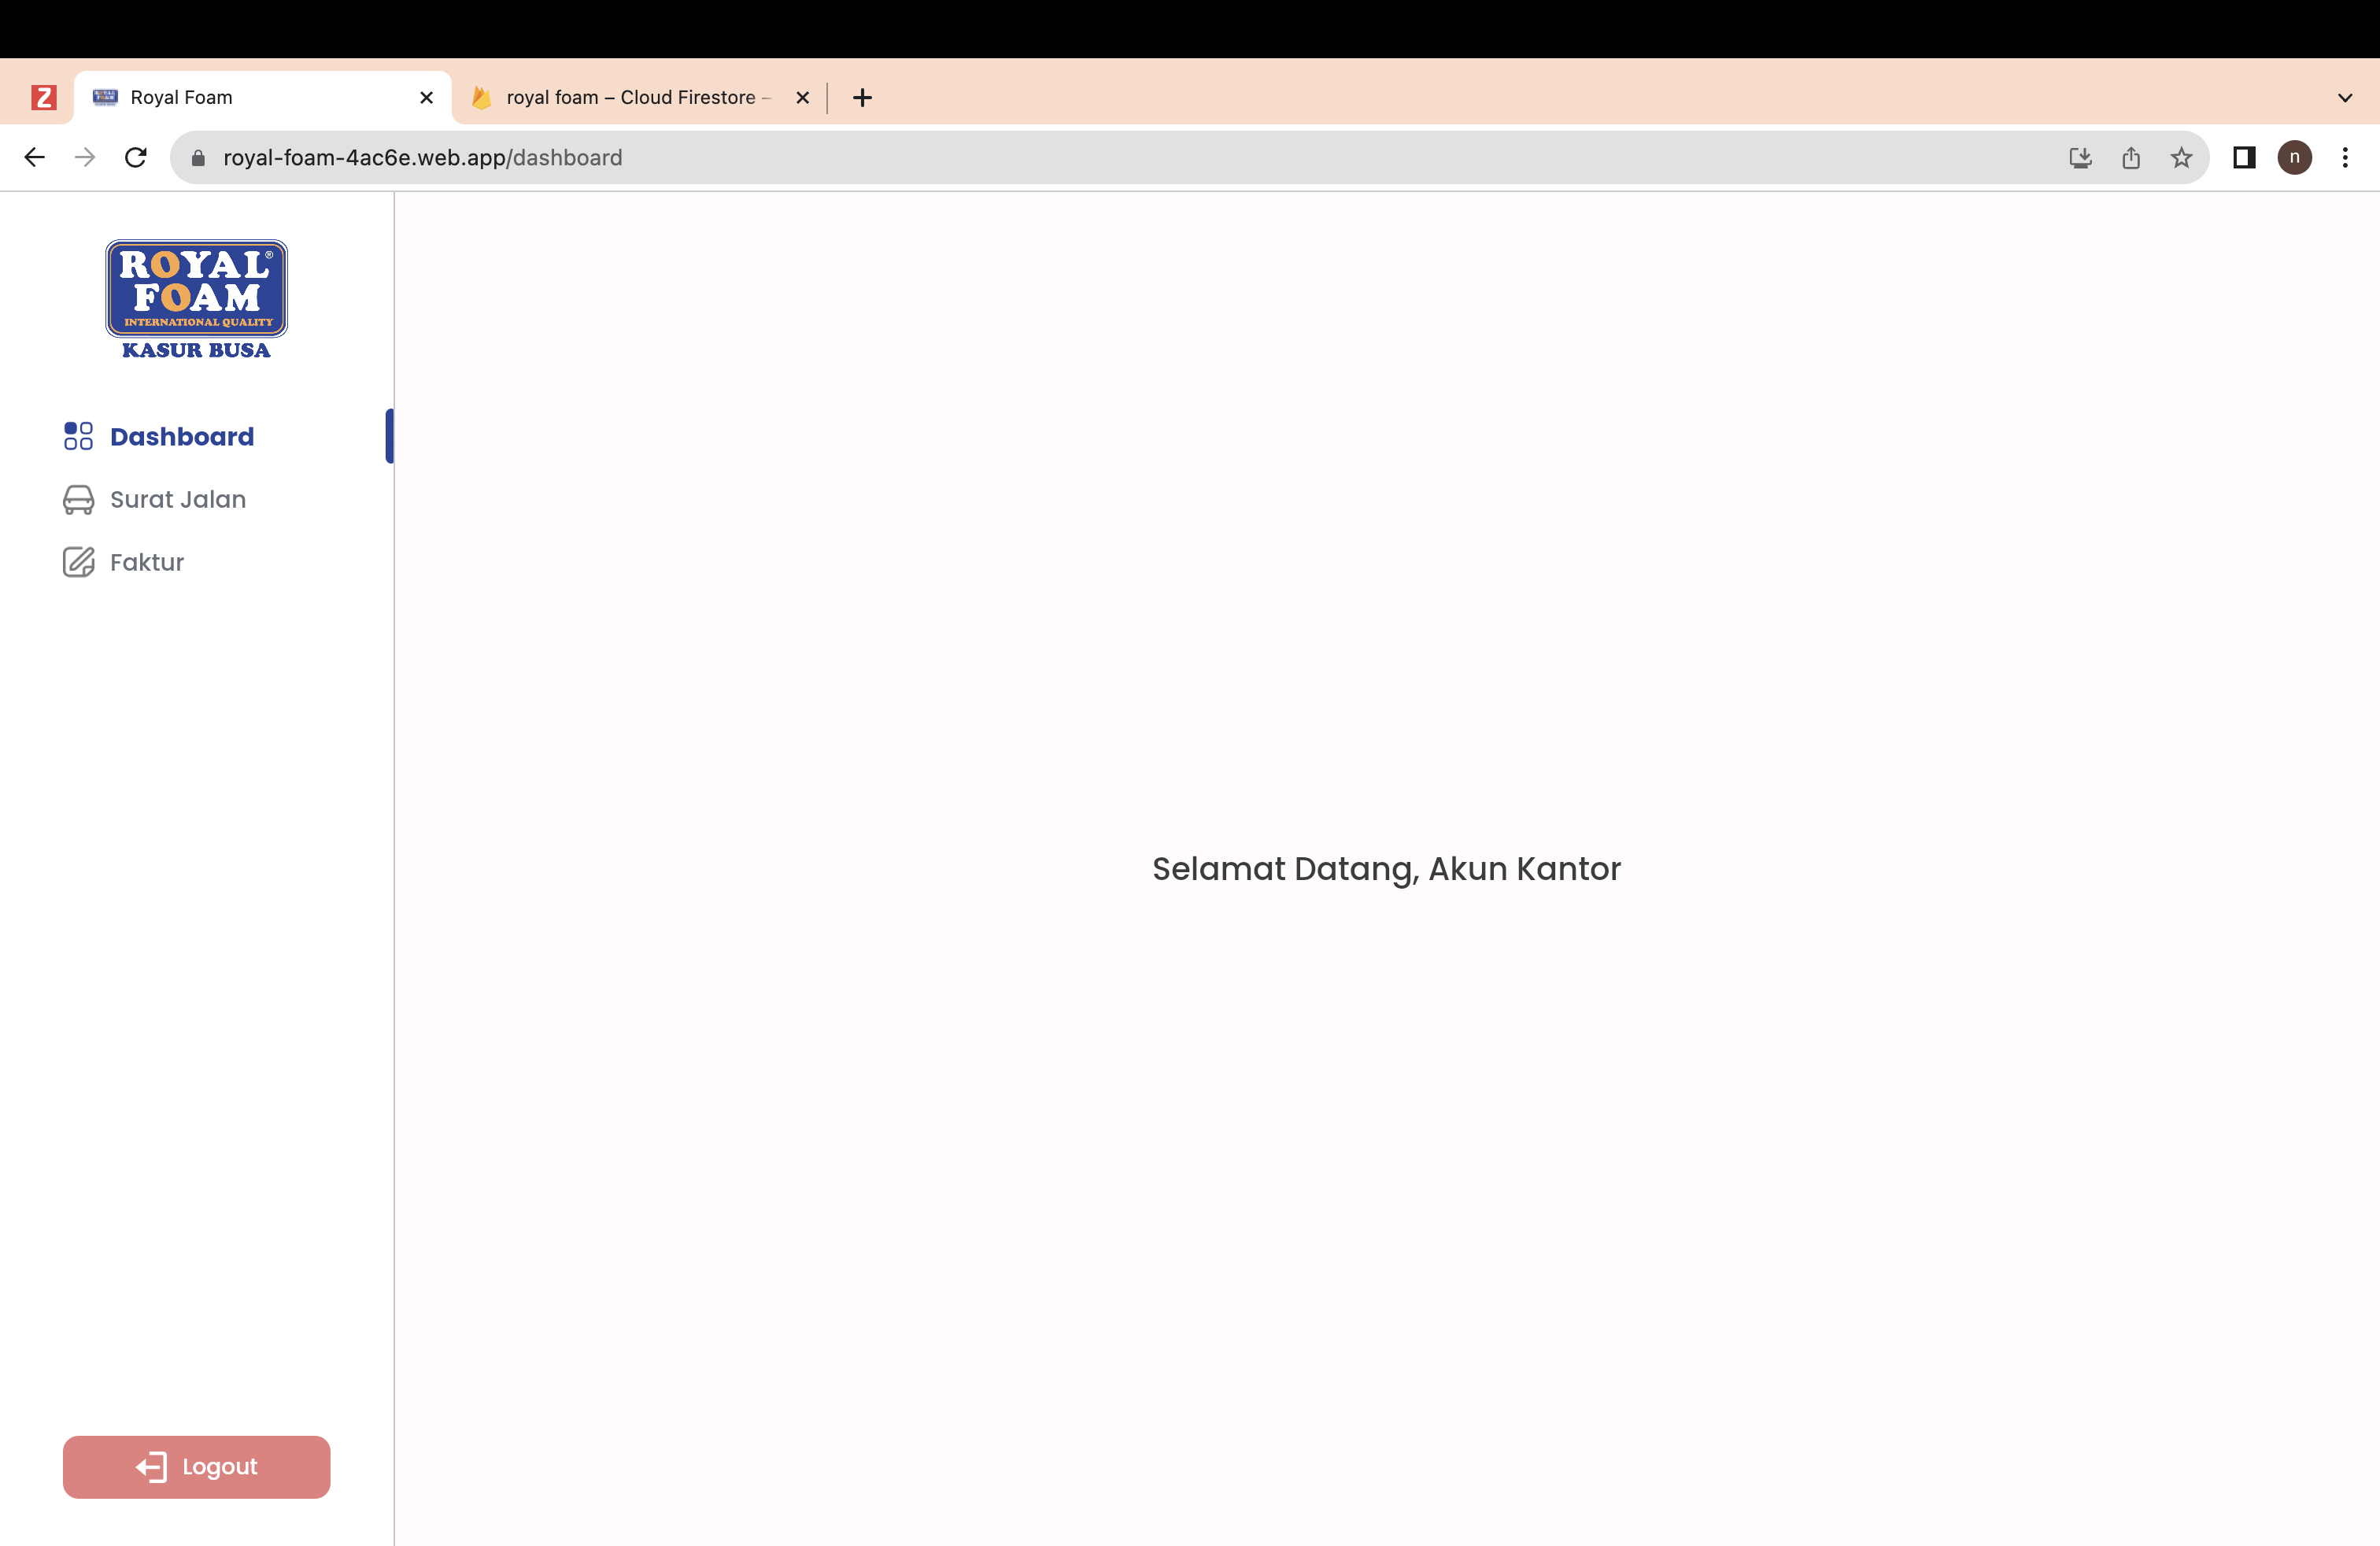 Royal Foam
royal foam – Cloud Firestore –
royal-foam-4ac6e.web.app/dashboard
n
ROYAL®
FOAM
INTERNATIONAL QUALITY
KASUR BUSA
Dashboard
Surat Jalan
Faktur
Selamat Datang, Akun Kantor
Logout